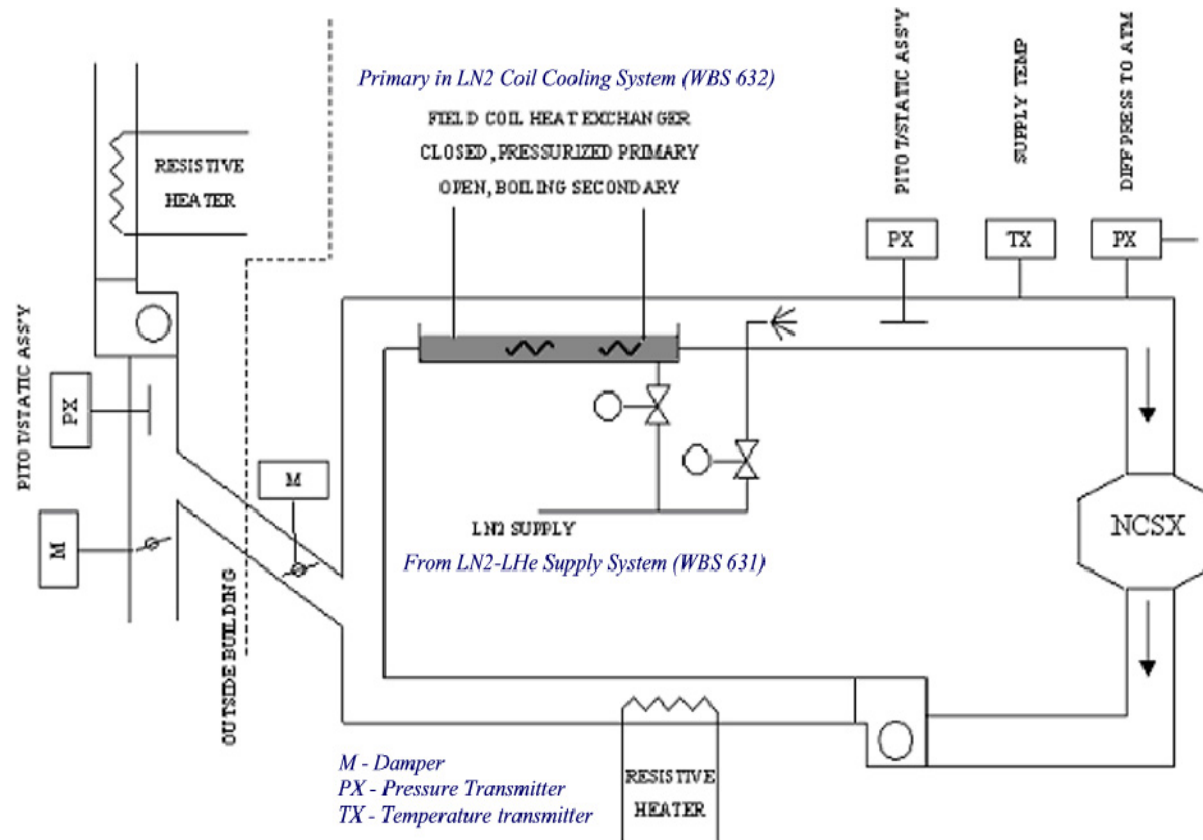 Primary in LN2 Coil Cooling System (WBS 632)
FIELD COIL HEAT EXCHANGER
CLOSED, PRESSURIZED PRIMARY
OPEN, BOILING SECONDARY
PITOT/STATIC ASS'Y
SUPPLY TEMP
DIFF PRESS TO ATM
RESISTIVE
HEATER
PX
TX
PX
PITOT/STATIC ASS'Y
PX
M
M
OUTSIDE BUILDING
LN2 SUPPLY
From LN2-LHe Supply System (WBS 631)
NCSX
M - Damper
PX - Pressure Transmitter
TX - Temperature transmitter
RESISTIVE
HEATER